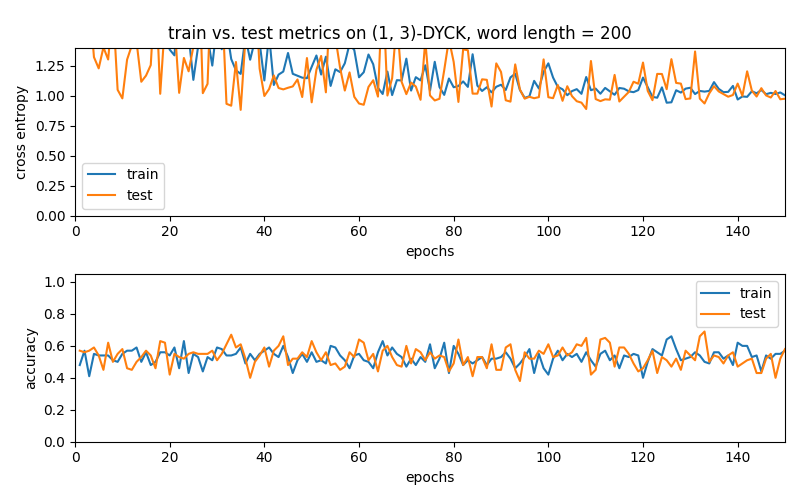 train vs. test metrics on (1, 3)-DYCK, word length = 200
cross entropy
1.25
1.00
0.75
0.50
0.25
0.00
train
test
0 20 40 60 80 100 120 140
epochs
accuracy
1.0
0.8
0.6
0.4
0.2
0.0
train
test
0 20 40 60 80 100 120 140
epochs